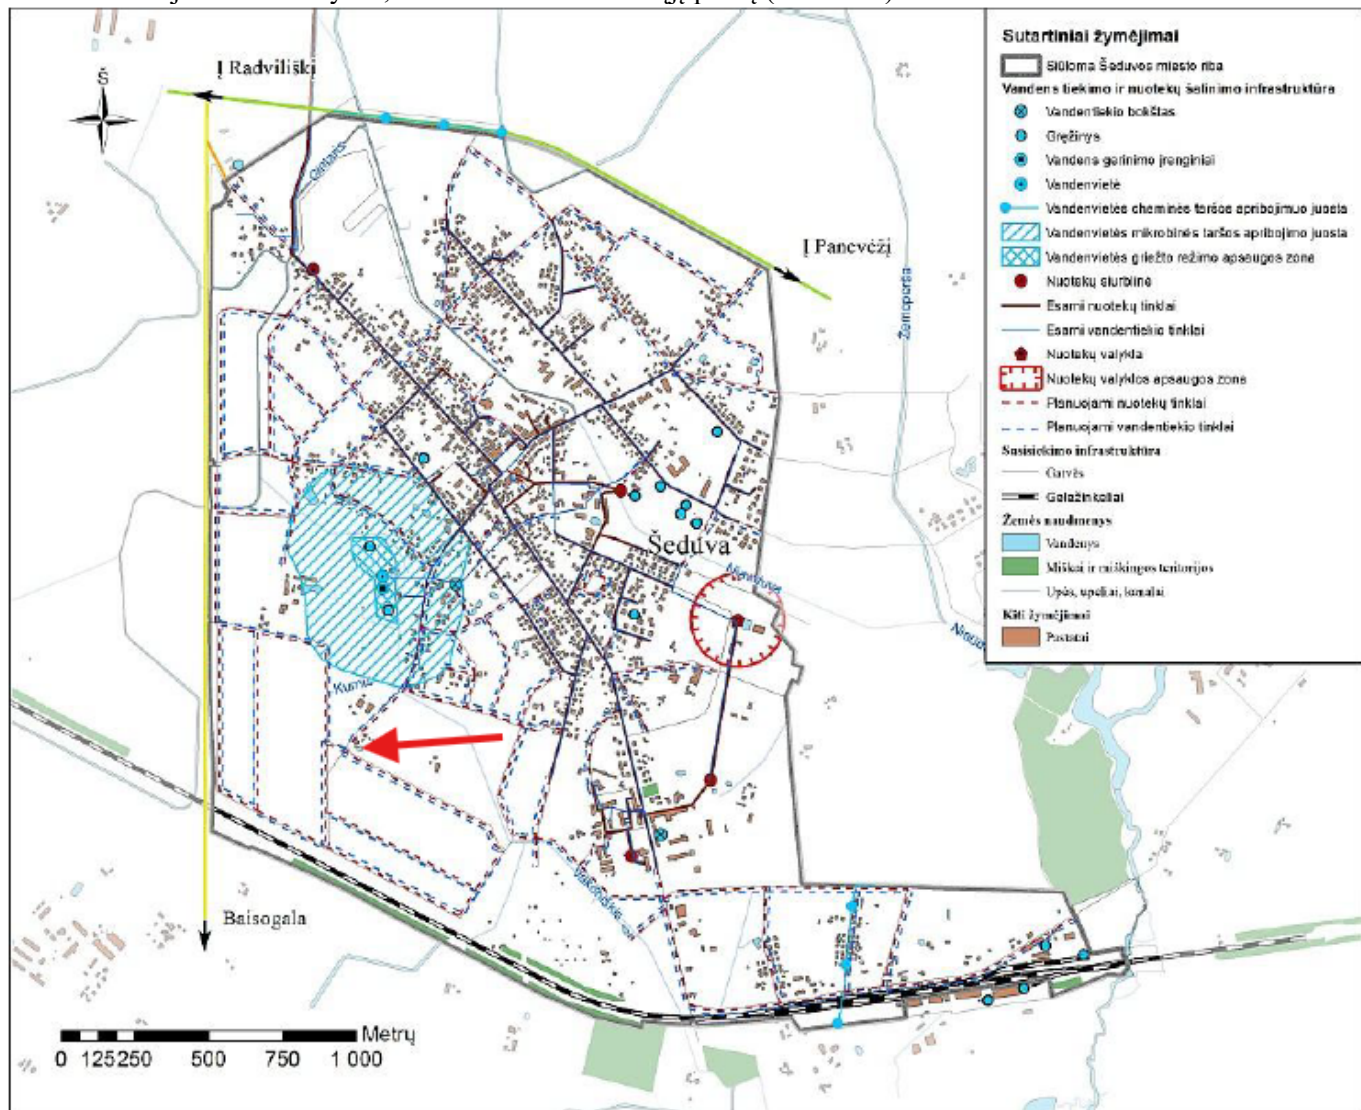 Į Radviliškį
Š
Į Panevėžį
Šeduva
Baisogala
Vakoniškis
Metrų
0 125250 500 750 1 000
Sutartiniai žymėjimai
Siūloma Šeduvos miesto riba
Vandens tiekimo ir nuotekų šalinimo infrastruktūra
Vandentiekio bokštas
Gręžinys
Vandens gerinimo įrenginiai
Vandenvietė
Vandenvietės cheminės taršos apribojimuo juosta
Vandenvietės mikrobinės taršos apribojimo juosta
Vandenvietės griežto režimo apsaugos zona
Nuotekų siurblinė
Esami nuotekų tinklai
Esami vandentiekio tinklai
Nuotekų valykla
Nuotekų valyklos apsaugos zona
Planuojami nuotekų tinklai
Planuojami vandentiekio tinklai
Susisiekimo infrastruktūra
Gatvės
Geležinkeliai
Žemės naudmenys
Vandenys
Miškai ir miškingos teritorijos
Upės, upeliai, kanalai
Kiti žymėjimai
Pastatai